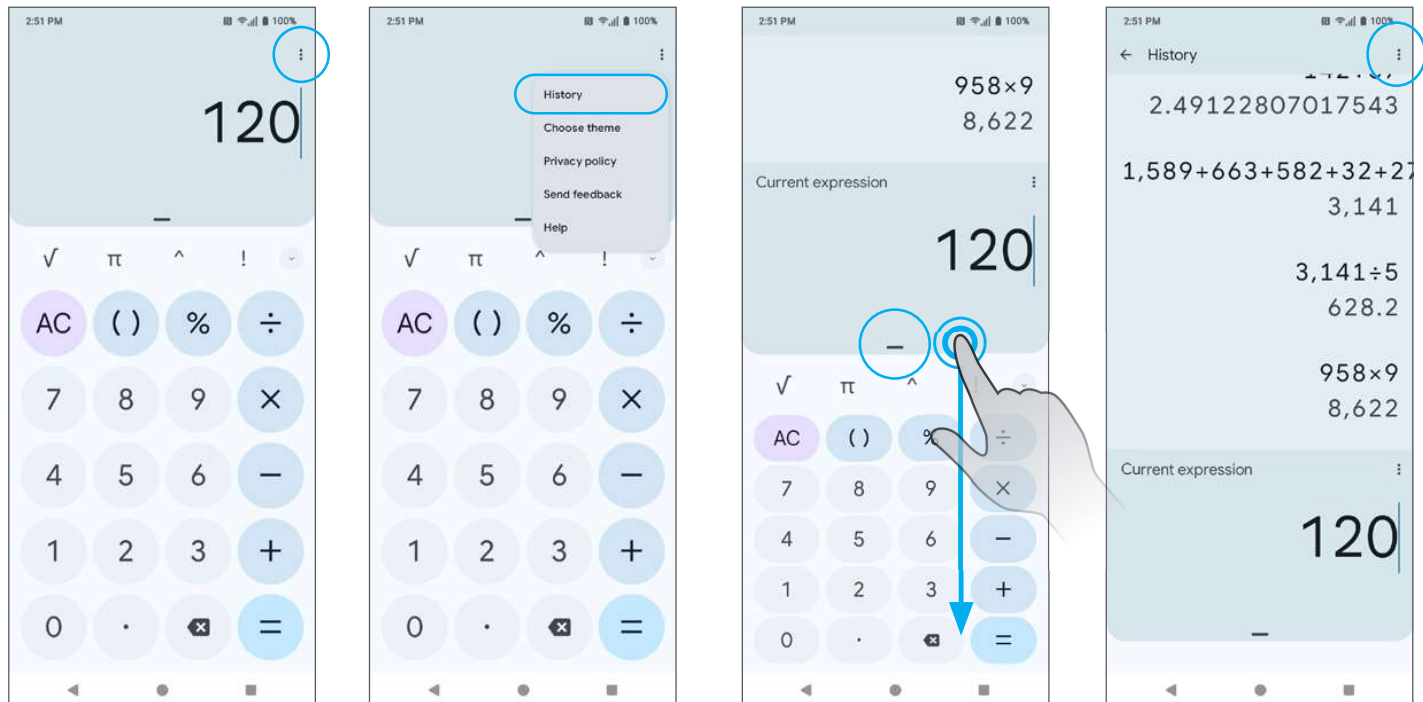 2:51 PM 100%
120
√ π ^ !
AC ( ) % ÷
7 8 9 ×
4 5 6 −
1 2 3 +
0 . =
2:51 PM 100%
History
Choose theme
Privacy policy
Send feedback
Help
√ π ^ !
AC ( ) % ÷
7 8 9 ×
4 5 6 −
1 2 3 +
0 . =
2:51 PM 100%
958×9
8,622
Current expression
120
√ π ^ !
AC ( ) % ÷
7 8 9 ×
4 5 6 −
1 2 3 +
0 . =
2:51 PM 100%
← History
2.49122807017543
1,589+663+582+32+27
3,141
3,141÷5
628.2
958×9
8,622
Current expression
120